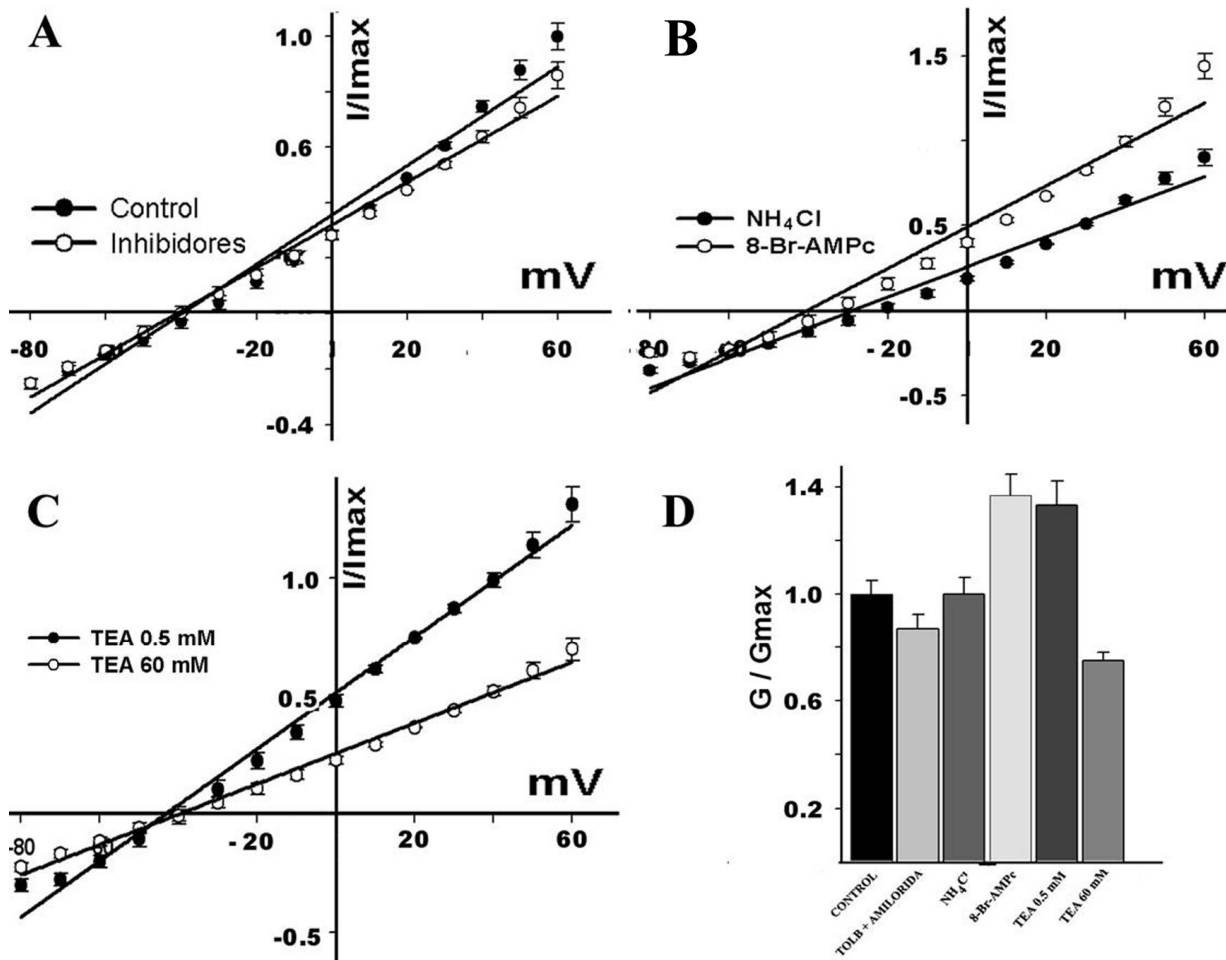 A
I/Imax
1.0
0.6
Control
Inhibidores
mV
-80
-20
20
60
-0.4
B
I/Imax
1.5
NH4Cl
8-Br-AMPc
0.5
mV
-80
-20
20
60
-0.5
C
I/Imax
1.0
TEA 0.5 mM
TEA 60 mM
0.5
mV
80
-20
20
60
-0.5
D
G / Gmax
1.4
1.0
0.6
0.2
CONTROL
TOLB + AMILORIDA
8-Br-AMPc
TEA 0.5 mM
TEA 60 mM